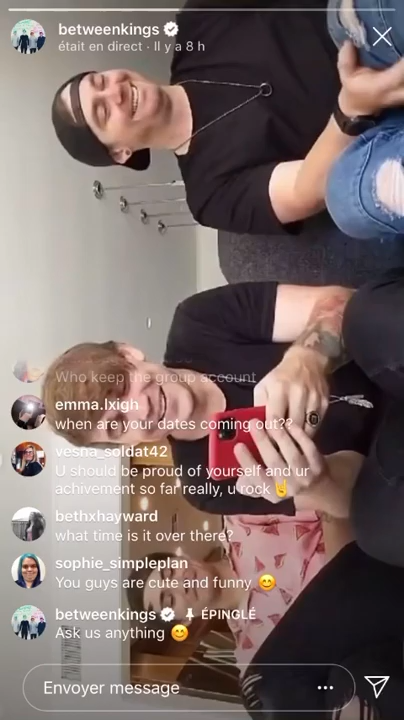 betweenkings
était en direct · Il y a 8 h
Who keep the group account
emma.lxigh
when are your dates coming out??
vesna_soldat42
U should be proud of yourself and ur
achivement so far really, u rock 🤘
bethxhayward
what time is it over there?
sophie_simpleplan
You guys are cute and funny 😊
betweenkings ÉPINGLÉ
Ask us anything 😊
Envoyer message